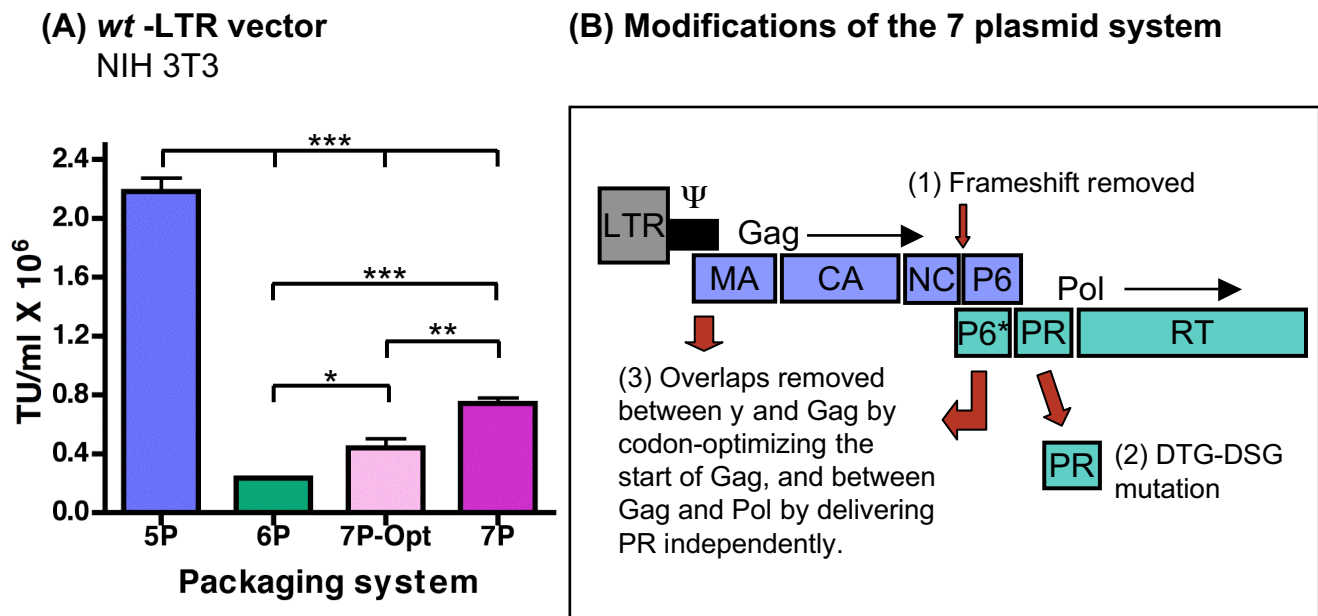 (A) wt -LTR vector
NIH 3T3
***
***
**
*
TU/ml X 10⁶
2.4
2.0
1.6
1.2
0.8
0.4
0.0
5P 6P 7P-Opt 7P
Packaging system
(B) Modifications of the 7 plasmid system
(1) Frameshift removed
Ψ
LTR
Gag
MA CA NC P6
Pol
P6* PR RT
(3) Overlaps removed
between y and Gag by
codon-optimizing the
start of Gag, and between
Gag and Pol by delivering
PR independently.
PR
(2) DTG-DSG
mutation